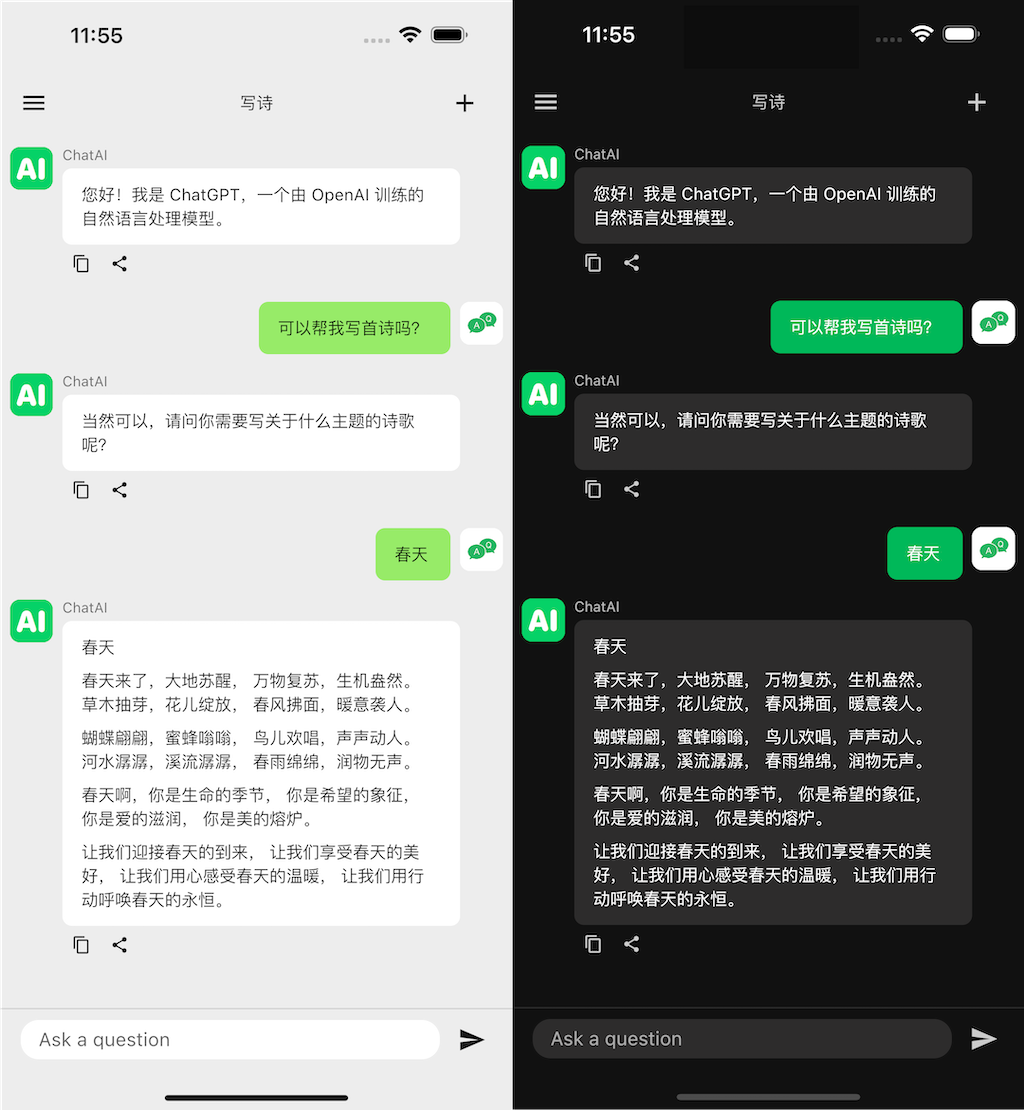 11:55
写诗
AI
ChatAI
您好！我是 ChatGPT，一个由 OpenAI 训练的
自然语言处理模型。
可以帮我写首诗吗？
A Q
AI
ChatAI
当然可以，请问你需要写关于什么主题的诗歌
呢？
春天
A Q
AI
ChatAI
春天
春天来了，大地苏醒， 万物复苏，生机盎然。
草木抽芽，花儿绽放， 春风拂面，暖意袭人。
蝴蝶翩翩，蜜蜂嗡嗡， 鸟儿欢唱，声声动人。
河水潺潺，溪流潺潺， 春雨绵绵，润物无声。
春天啊，你是生命的季节， 你是希望的象征，
你是爱的滋润， 你是美的熔炉。
让我们迎接春天的到来， 让我们享受春天的美
好， 让我们用心感受春天的温暖， 让我们用行
动呼唤春天的永恒。
Ask a question
11:55
写诗
AI
ChatAI
您好！我是 ChatGPT，一个由 OpenAI 训练的
自然语言处理模型。
可以帮我写首诗吗？
A Q
AI
ChatAI
当然可以，请问你需要写关于什么主题的诗歌
呢？
春天
A Q
AI
ChatAI
春天
春天来了，大地苏醒， 万物复苏，生机盎然。
草木抽芽，花儿绽放， 春风拂面，暖意袭人。
蝴蝶翩翩，蜜蜂嗡嗡， 鸟儿欢唱，声声动人。
河水潺潺，溪流潺潺， 春雨绵绵，润物无声。
春天啊，你是生命的季节， 你是希望的象征，
你是爱的滋润， 你是美的熔炉。
让我们迎接春天的到来， 让我们享受春天的美
好， 让我们用心感受春天的温暖， 让我们用行
动呼唤春天的永恒。
Ask a question